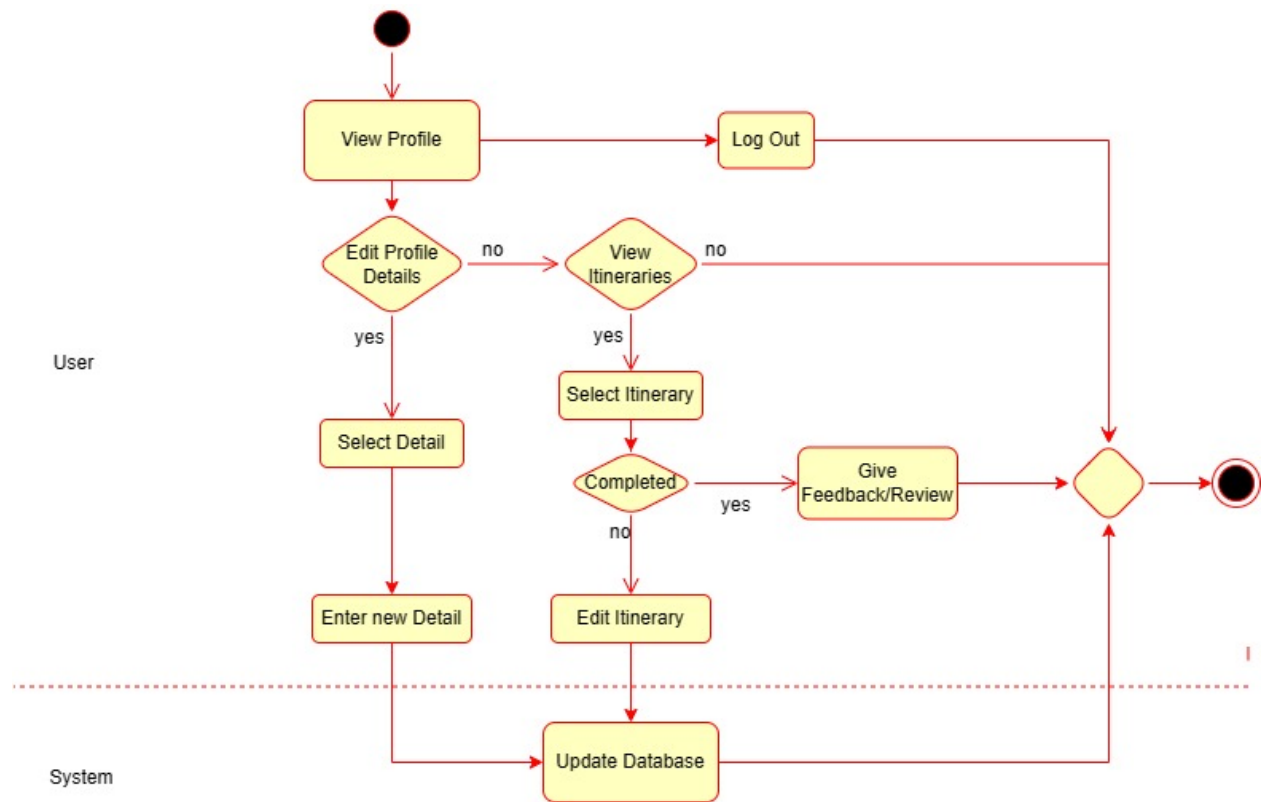 View Profile
Log Out
Edit Profile
Details
no
View
Itineraries
no
yes
yes
User
Select Itinerary
Select Detail
Completed
yes
Give
Feedback/Review
no
Enter new Detail
Edit Itinerary
Update Database
System